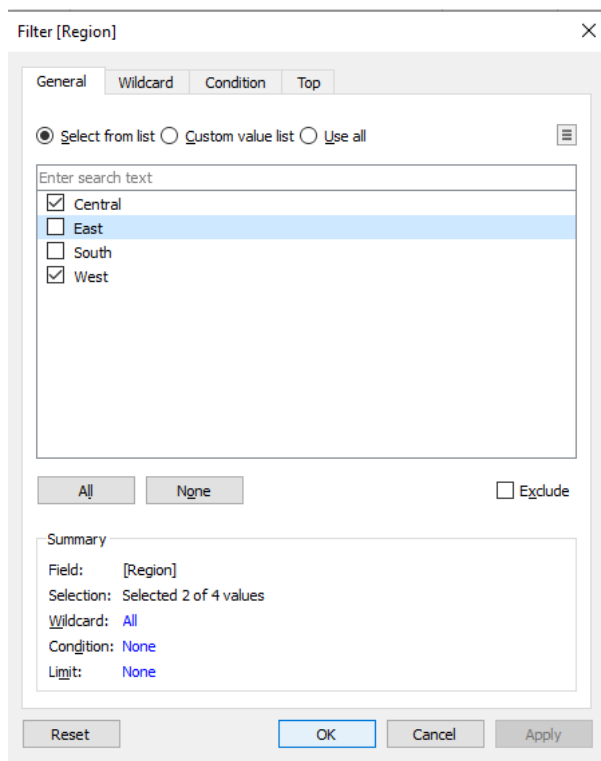 Filter [Region]
General Wildcard Condition Top
Select from list Custom value list Use all
Enter search text
Central
East
South
West
All None Exclude
Summary
Field: [Region]
Selection: Selected 2 of 4 values
Wildcard: All
Condition: None
Limit: None
Reset OK Cancel Apply